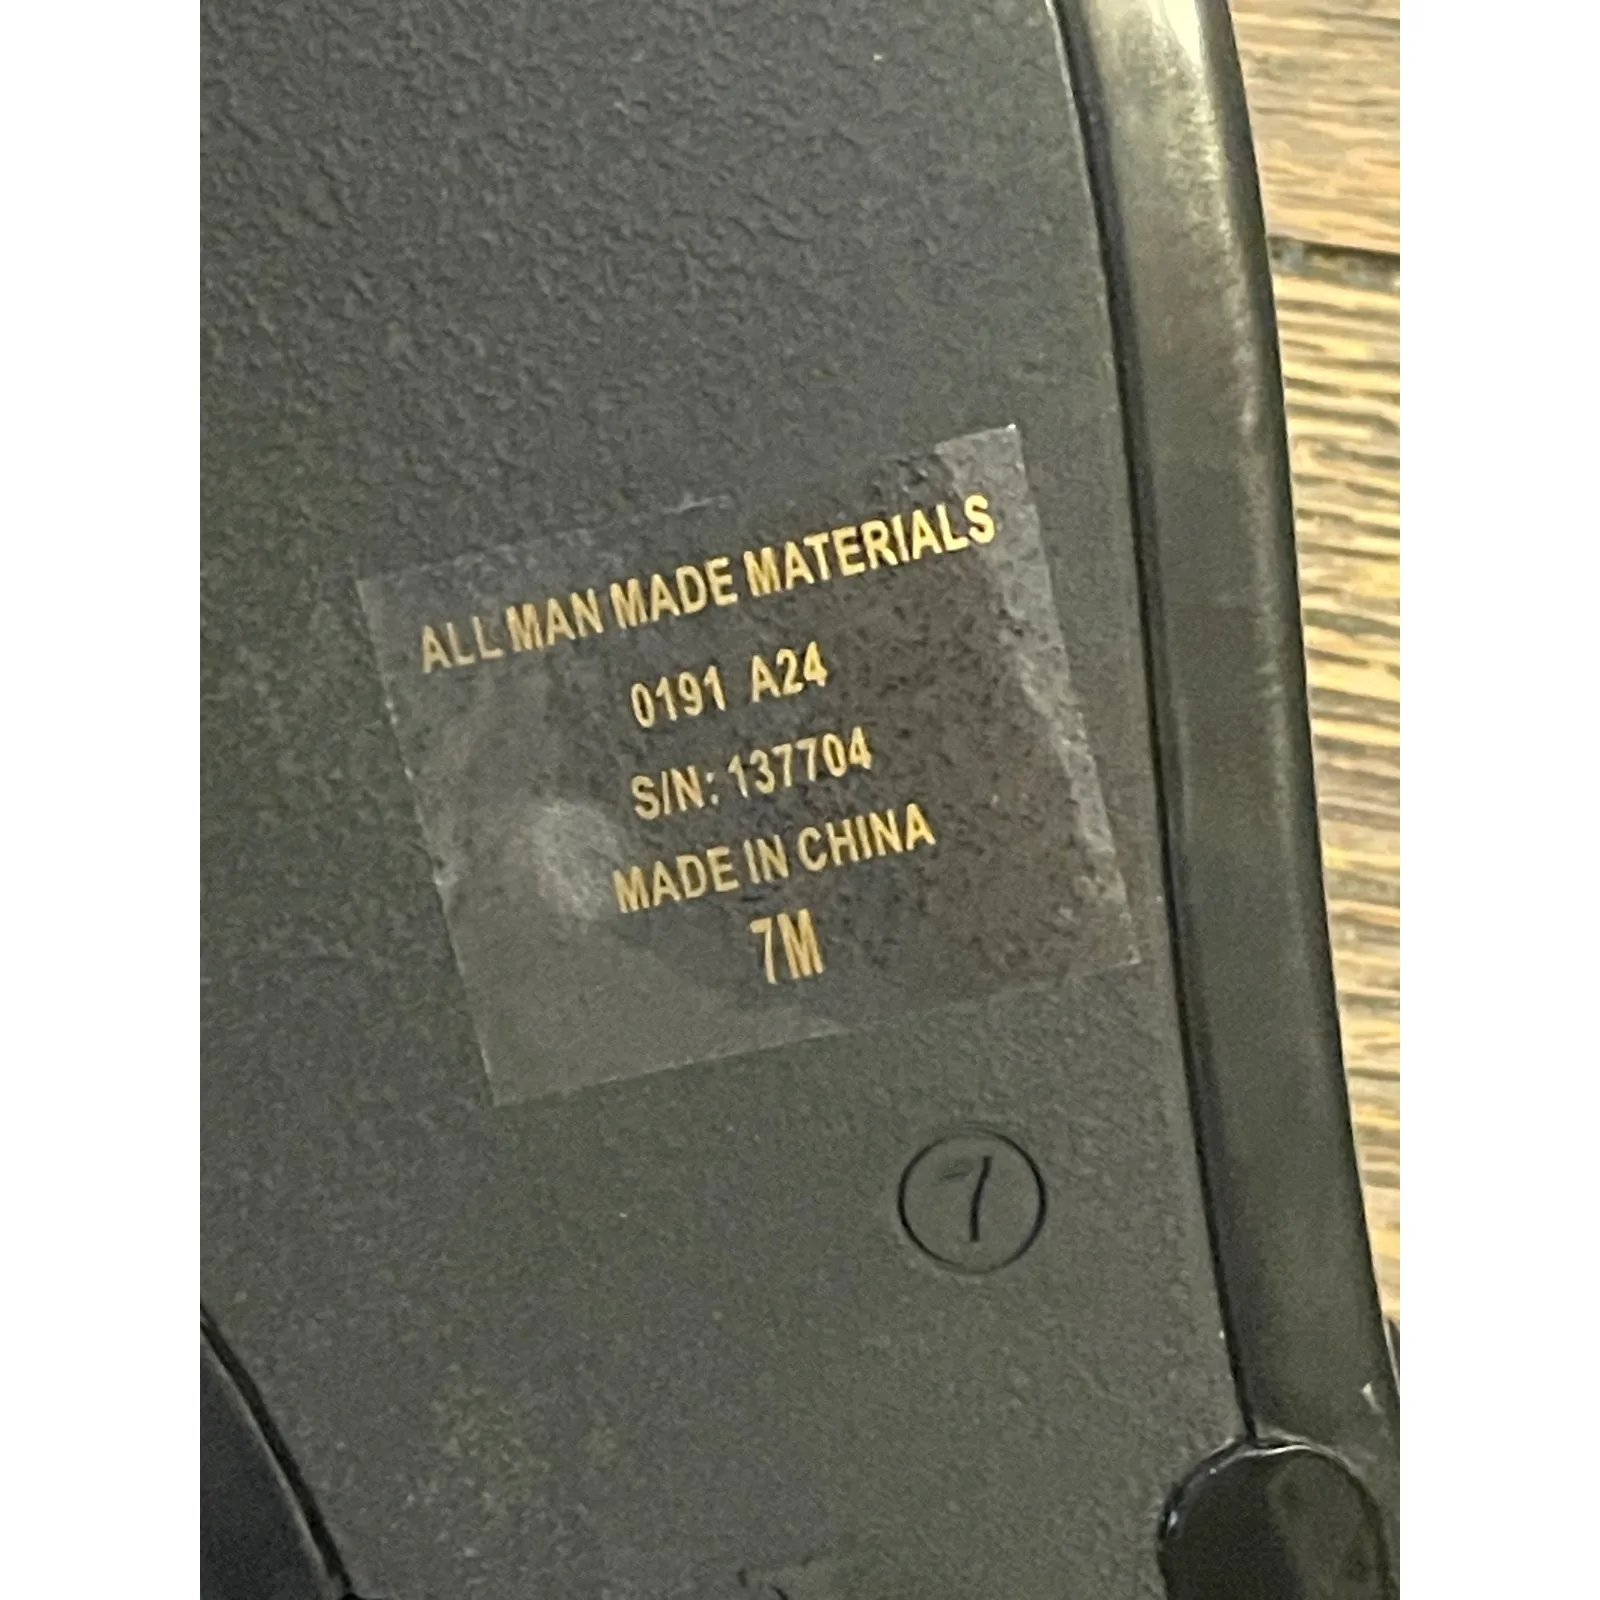 ALL MAN MADE MATERIALS
0191 A24
S/N: 137704
MADE IN CHINA
7M
7